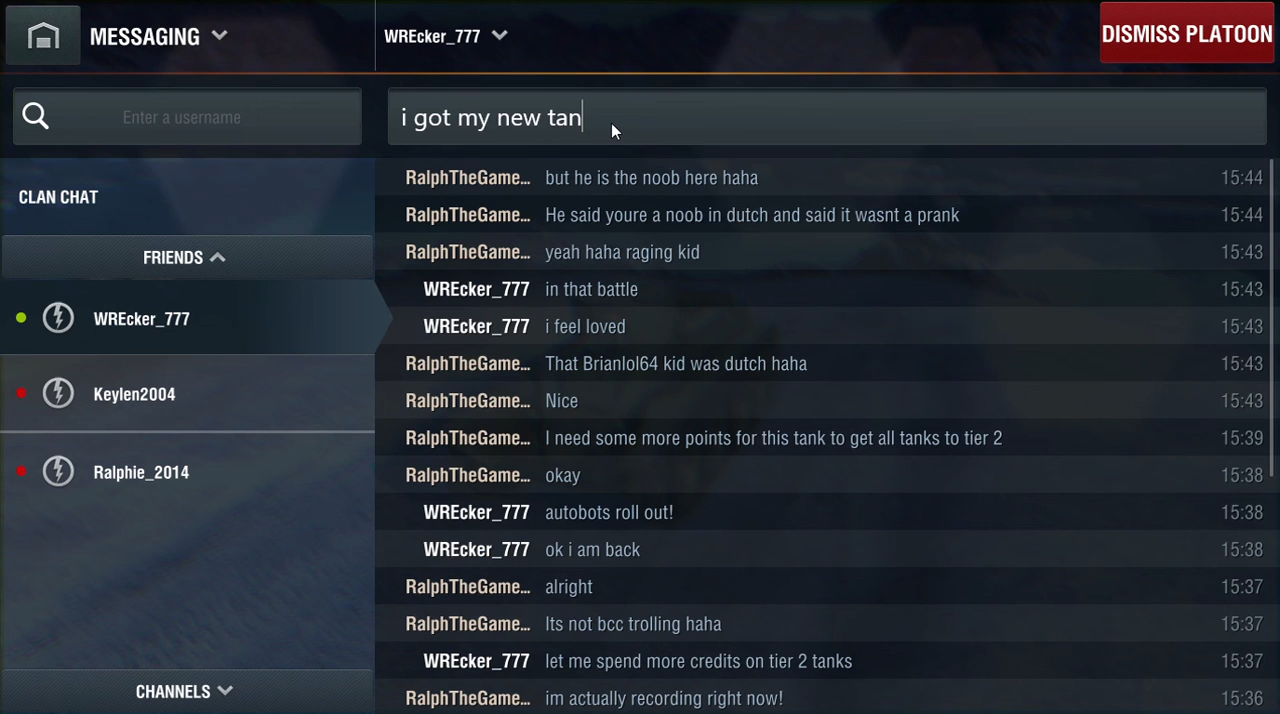 MESSAGING
WREcker_777
DISMISS PLATOON
Enter a username
i got my new tan
CLAN CHAT
FRIENDS
WREcker_777
Keylen2004
Ralphie_2014
CHANNELS
RalphTheGame... but he is the noob here haha 15:44
RalphTheGame... He said youre a noob in dutch and said it wasnt a prank 15:44
RalphTheGame... yeah haha raging kid 15:43
WREcker_777 in that battle 15:43
WREcker_777 i feel loved 15:43
RalphTheGame... That Brianlol64 kid was dutch haha 15:43
RalphTheGame... Nice 15:43
RalphTheGame... I need some more points for this tank to get all tanks to tier 2 15:39
RalphTheGame... okay 15:38
WREcker_777 autobots roll out! 15:38
WREcker_777 ok i am back 15:38
RalphTheGame... alright 15:37
RalphTheGame... Its not bcc trolling haha 15:37
WREcker_777 let me spend more credits on tier 2 tanks 15:37
RalphTheGame... im actually recording right now! 15:36